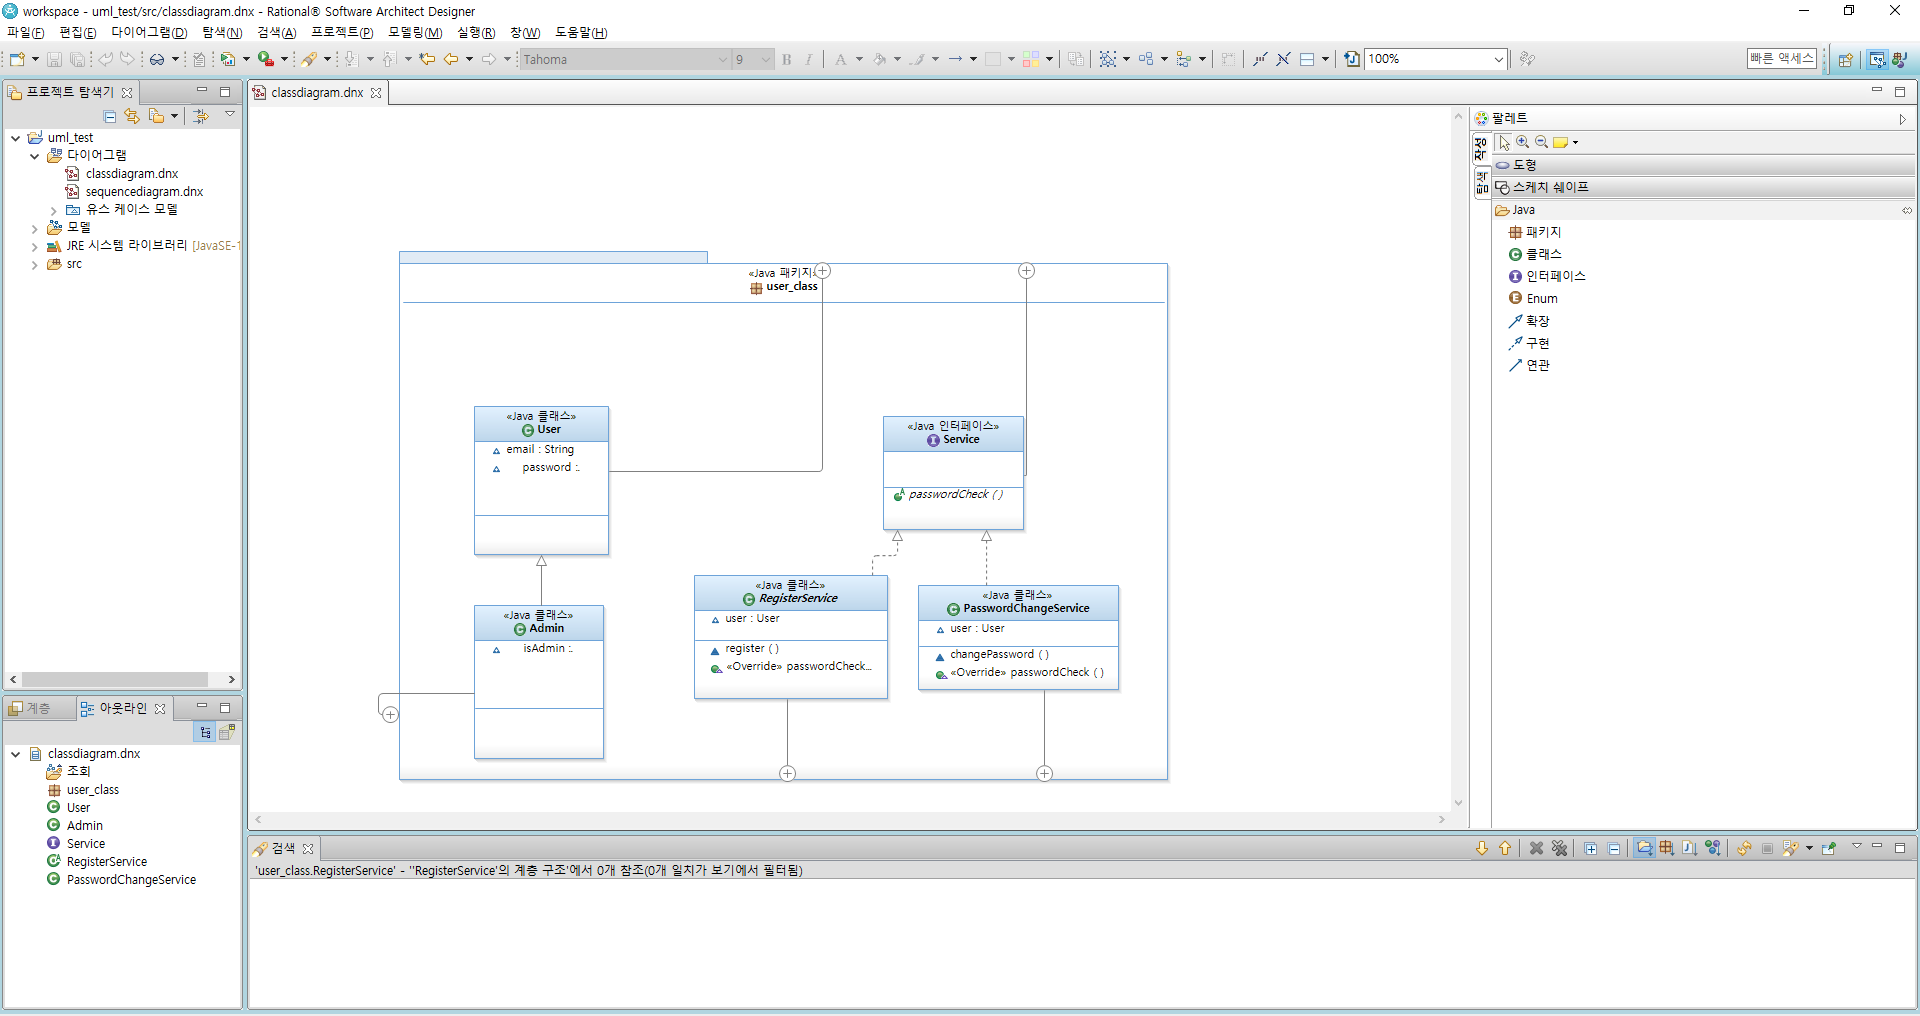 workspace - uml_test/src/classdiagram.dnx - Rational® Software Architect Designer
파일(F) 편집(E) 다이어그램(D) 탐색(N) 검색(A) 프로젝트(P) 모델링(M) 실행(R) 창(W) 도움말(H)
Tahoma 9 B I A 100% 빠른 액세스
프로젝트 탐색기
uml_test
다이어그램
classdiagram.dnx
sequencediagram.dnx
유스 케이스 모델
모델
JRE 시스템 라이브러리 [JavaSE-1
src
계층 아웃라인
classdiagram.dnx
조회
user_class
User
Admin
Service
RegisterService
PasswordChangeService
classdiagram.dnx
«Java 패키지»
user_class
«Java 클래스»
User
email : String
password :.
«Java 인터페이스»
Service
passwordCheck ( )
«Java 클래스»
Admin
isAdmin :.
«Java 클래스»
RegisterService
user : User
register ( )
«Override» passwordCheck...
«Java 클래스»
PasswordChangeService
user : User
changePassword ( )
«Override» passwordCheck ( )
팔레트
도형
스케치 쉐이프
Java
패키지
클래스
인터페이스
Enum
확장
구현
연관
검색
'user_class.RegisterService' - ''RegisterService'의 계층 구조'에서 0개 참조(0개 일치가 보기에서 필터됨)